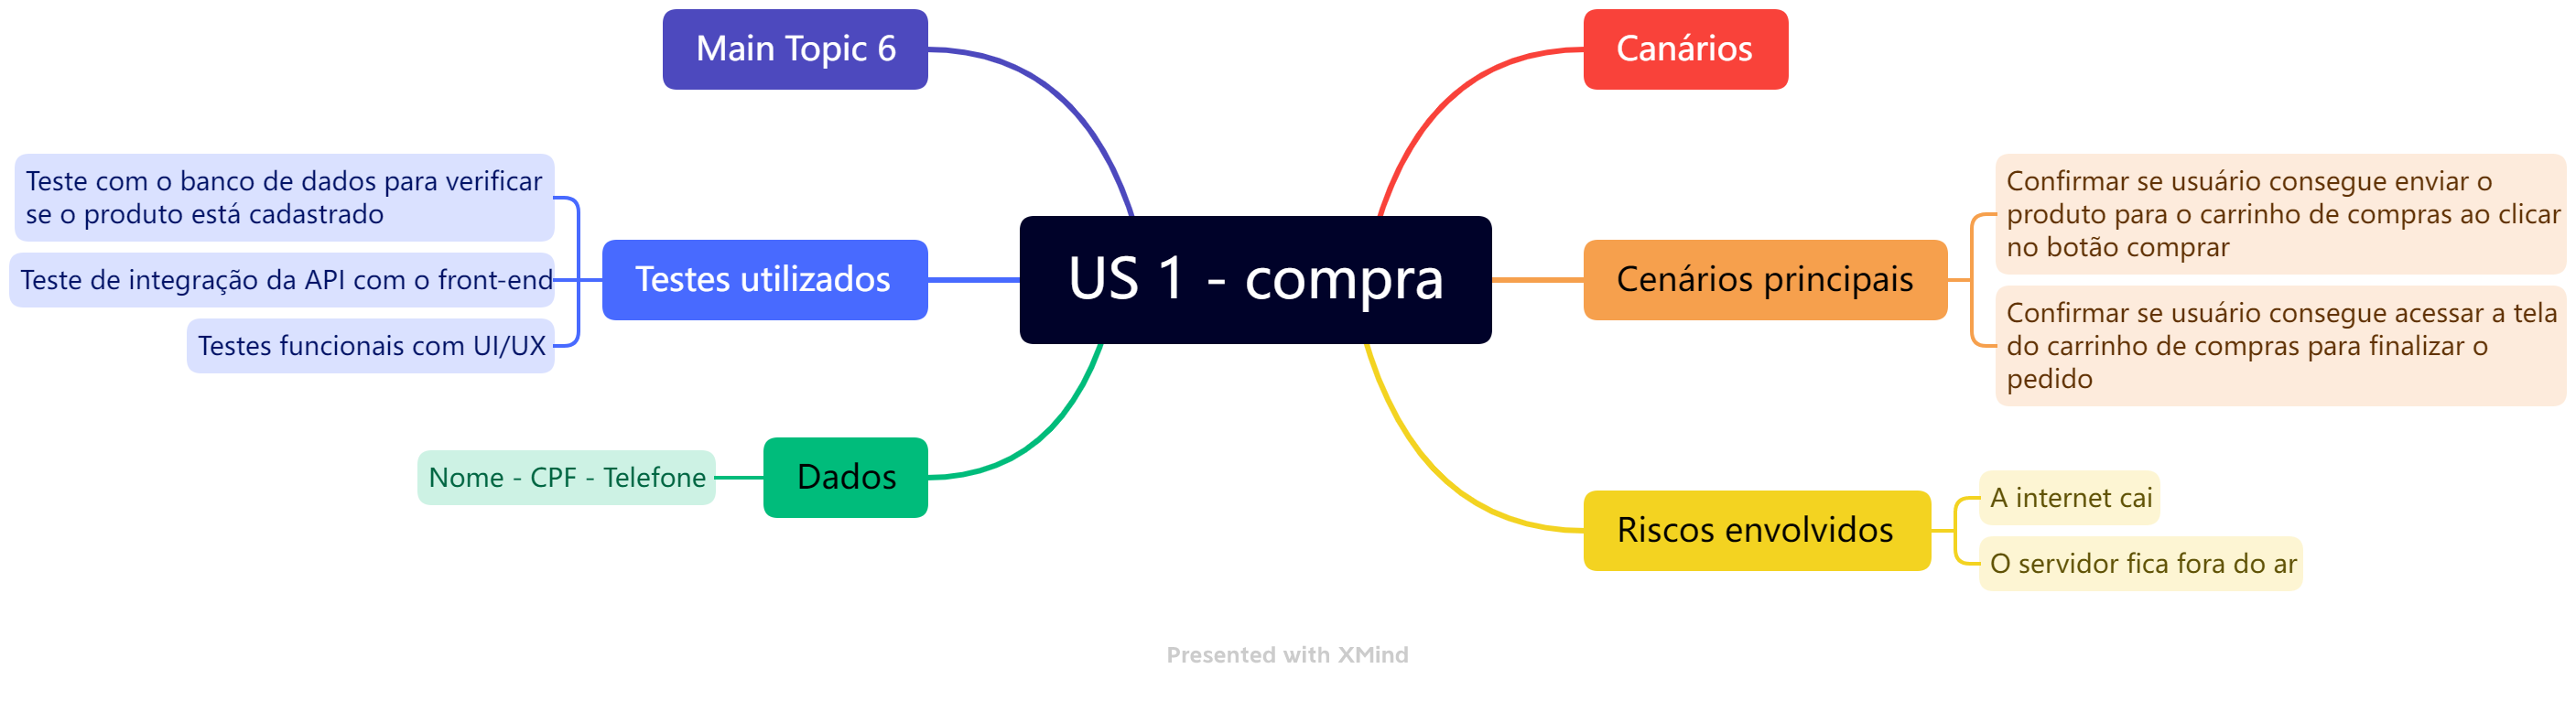 Main Topic 6
Canários
Teste com o banco de dados para verificar
se o produto está cadastrado
Teste de integração da API com o front-end
Testes funcionais com UI/UX
Testes utilizados
US 1 - compra
Cenários principais
Confirmar se usuário consegue enviar o
produto para o carrinho de compras ao clicar
no botão comprar
Confirmar se usuário consegue acessar a tela
do carrinho de compras para finalizar o
pedido
Nome - CPF - Telefone
Dados
Riscos envolvidos
A internet cai
O servidor fica fora do ar
Presented with XMind